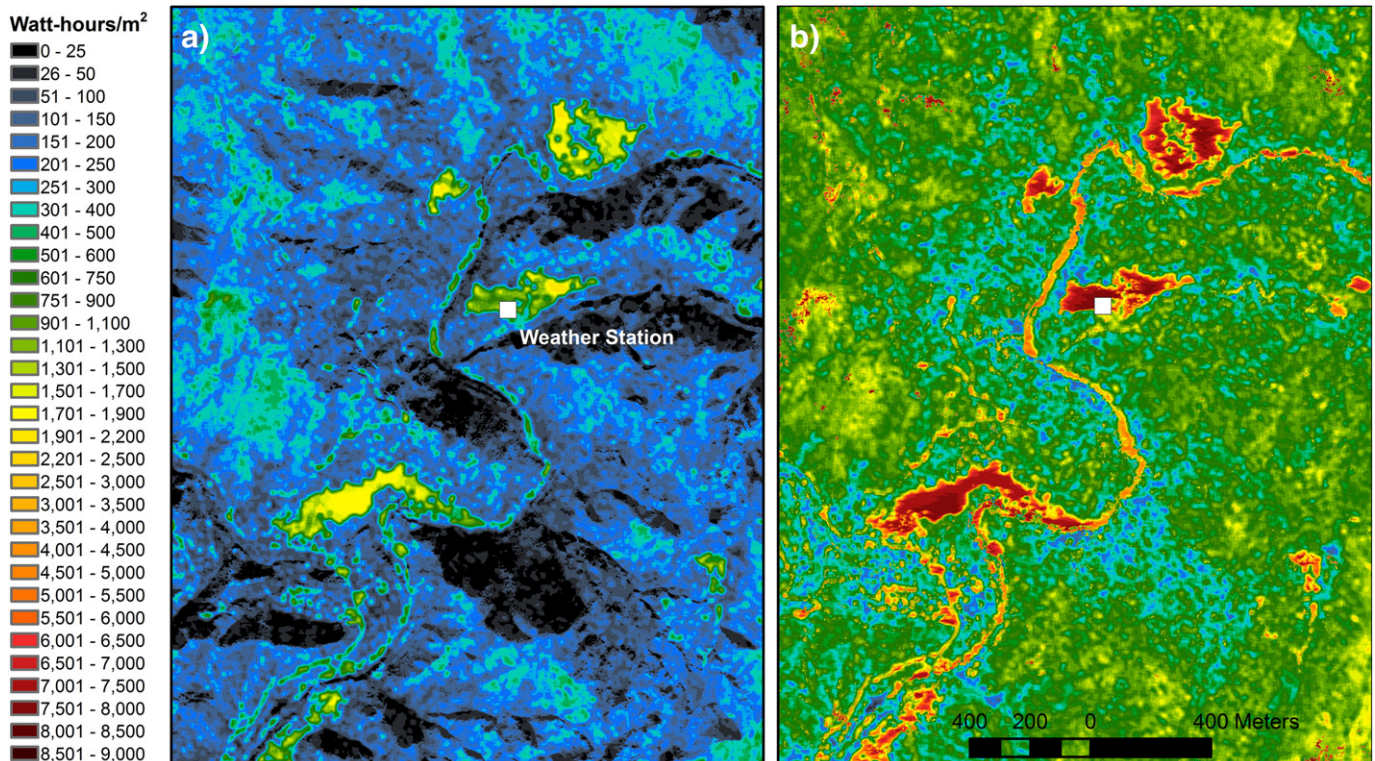 Watt-hours/m²
0 - 25
26 - 50
51 - 100
101 - 150
151 - 200
201 - 250
251 - 300
301 - 400
401 - 500
501 - 600
601 - 750
751 - 900
901 - 1,100
1,101 - 1,300
1,301 - 1,500
1,501 - 1,700
1,701 - 1,900
1,901 - 2,200
2,201 - 2,500
2,501 - 3,000
3,001 - 3,500
3,501 - 4,000
4,001 - 4,500
4,501 - 5,000
5,001 - 5,500
5,501 - 6,000
6,001 - 6,500
6,501 - 7,000
7,001 - 7,500
7,501 - 8,000
8,001 - 8,500
8,501 - 9,000
a)
Weather Station
b)
400 200 0 400 Meters